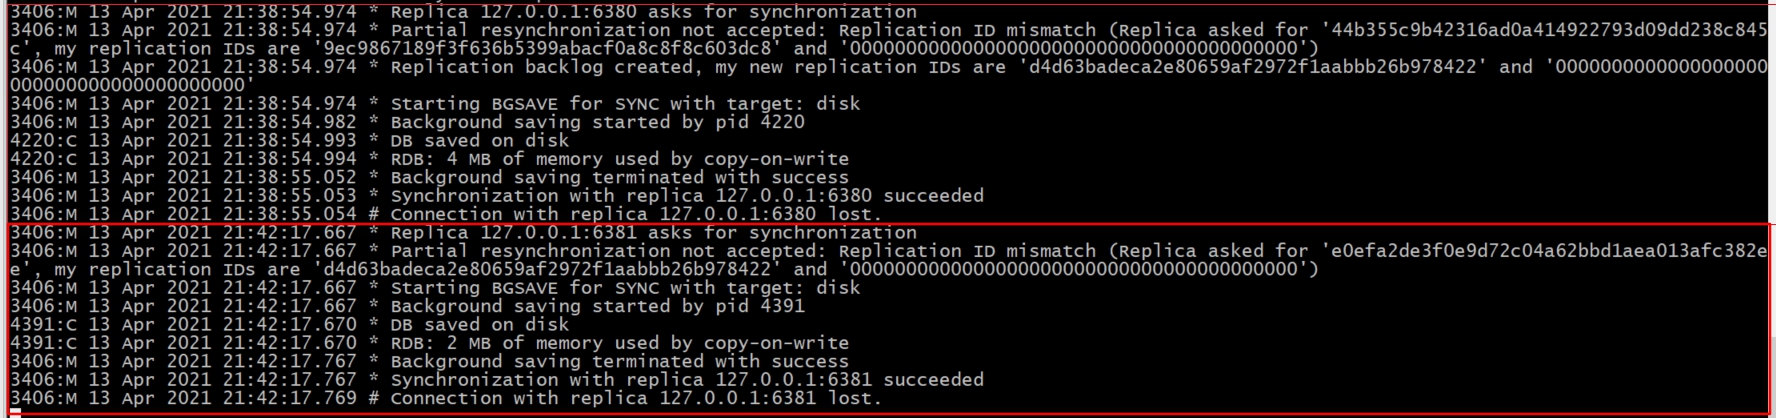 3406:M 13 Apr 2021 21:38:54.974 * Replica 127.0.0.1:6380 asks for synchronization
3406:M 13 Apr 2021 21:38:54.974 * Partial resynchronization not accepted: Replication ID mismatch (Replica asked for '44b355c9b42316ad0a414922793d09dd238c845
c', my replication IDs are '9ec9867189f3f636b5399abacf0a8c8f8c603dc8' and '0000000000000000000000000000000000000000')
3406:M 13 Apr 2021 21:38:54.974 * Replication backlog created, my new replication IDs are 'd4d63badeca2e80659af2972f1aabbb26b978422' and '0000000000000000000
000000000000000000000'
3406:M 13 Apr 2021 21:38:54.974 * Starting BGSAVE for SYNC with target: disk
3406:M 13 Apr 2021 21:38:54.982 * Background saving started by pid 4220
4220:C 13 Apr 2021 21:38:54.993 * DB saved on disk
4220:C 13 Apr 2021 21:38:54.994 * RDB: 4 MB of memory used by copy-on-write
3406:M 13 Apr 2021 21:38:55.052 * Background saving terminated with success
3406:M 13 Apr 2021 21:38:55.053 * Synchronization with replica 127.0.0.1:6380 succeeded
3406:M 13 Apr 2021 21:38:55.054 # Connection with replica 127.0.0.1:6380 lost.
3406:M 13 Apr 2021 21:42:17.667 * Replica 127.0.0.1:6381 asks for synchronization
3406:M 13 Apr 2021 21:42:17.667 * Partial resynchronization not accepted: Replication ID mismatch (Replica asked for 'e0efa2de3f0e9d72c04a62bbd1aea013afc382e
e', my replication IDs are 'd4d63badeca2e80659af2972f1aabbb26b978422' and '0000000000000000000000000000000000000000')
3406:M 13 Apr 2021 21:42:17.667 * Starting BGSAVE for SYNC with target: disk
3406:M 13 Apr 2021 21:42:17.667 * Background saving started by pid 4391
4391:C 13 Apr 2021 21:42:17.670 * DB saved on disk
4391:C 13 Apr 2021 21:42:17.670 * RDB: 2 MB of memory used by copy-on-write
3406:M 13 Apr 2021 21:42:17.767 * Background saving terminated with success
3406:M 13 Apr 2021 21:42:17.767 * Synchronization with replica 127.0.0.1:6381 succeeded
3406:M 13 Apr 2021 21:42:17.769 # Connection with replica 127.0.0.1:6381 lost.